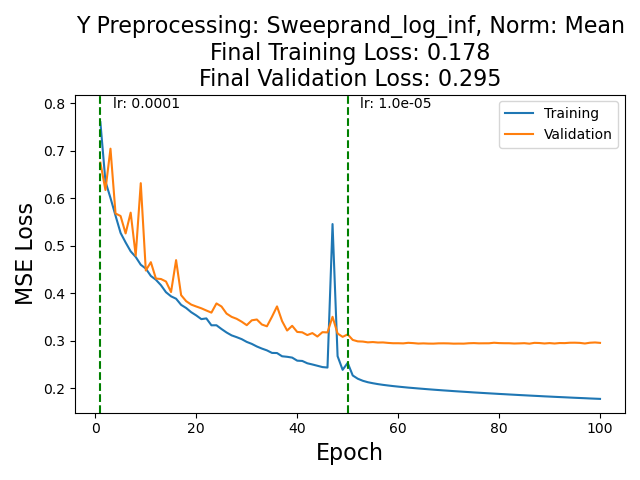 Y Preprocessing: Sweeprand_log_inf, Norm: Mean
Final Training Loss: 0.178
Final Validation Loss: 0.295
lr: 0.0001
lr: 1.0e-05
Training
Validation
MSE Loss
0.8
0.7
0.6
0.5
0.4
0.3
0.2
0
20
40
60
80
100
Epoch